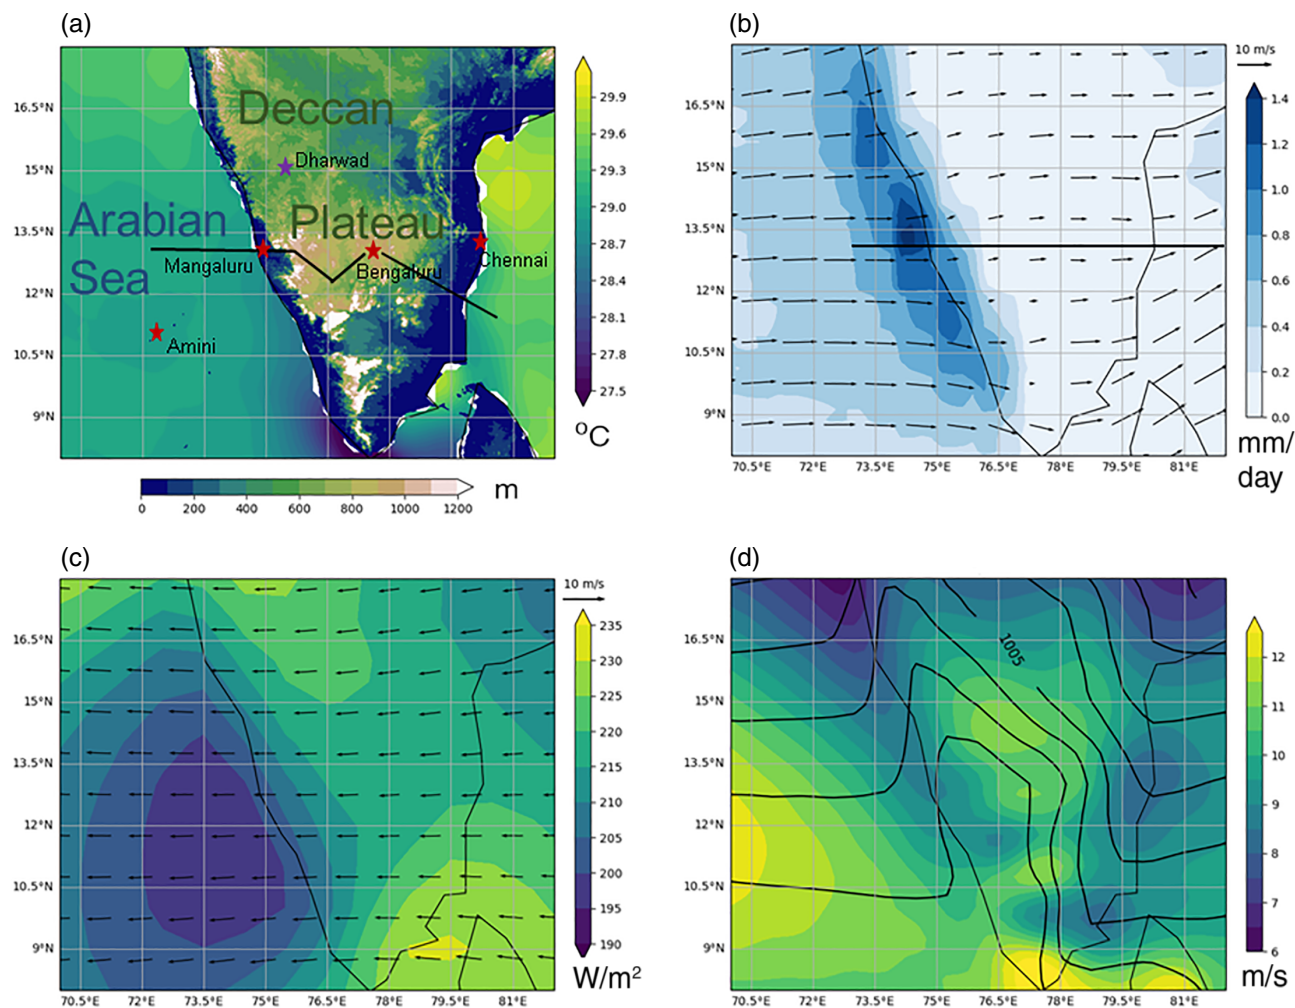 (a)
Deccan
Dharwad
Plateau
Arabian
Sea
Mangaluru
Bengaluru
Chennai
Amini
16.5°N
15°N
13.5°N
12°N
10.5°N
9°N
29.9
29.6
29.3
29.0
28.7
28.4
28.1
27.8
27.5
°C
0 200 400 600 800 1000 1200
m
(b)
10 m/s
16.5°N
15°N
13.5°N
12°N
10.5°N
9°N
70.5°E 72°E 73.5°E 75°E 76.5°E 78°E 79.5°E 81°E
1.4
1.2
1.0
0.8
0.6
0.4
0.2
0.0
mm/
day
(c)
10 m/s
16.5°N
15°N
13.5°N
12°N
10.5°N
9°N
70.5°E 72°E 73.5°E 75°E 76.5°E 78°E 79.5°E 81°E
235
230
225
220
215
210
205
200
195
190
W/m²
(d)
1005
16.5°N
15°N
13.5°N
12°N
10.5°N
9°N
70.5°E 72°E 73.5°E 75°E 76.5°E 78°E 79.5°E 81°E
12
11
10
9
8
7
6
m/s